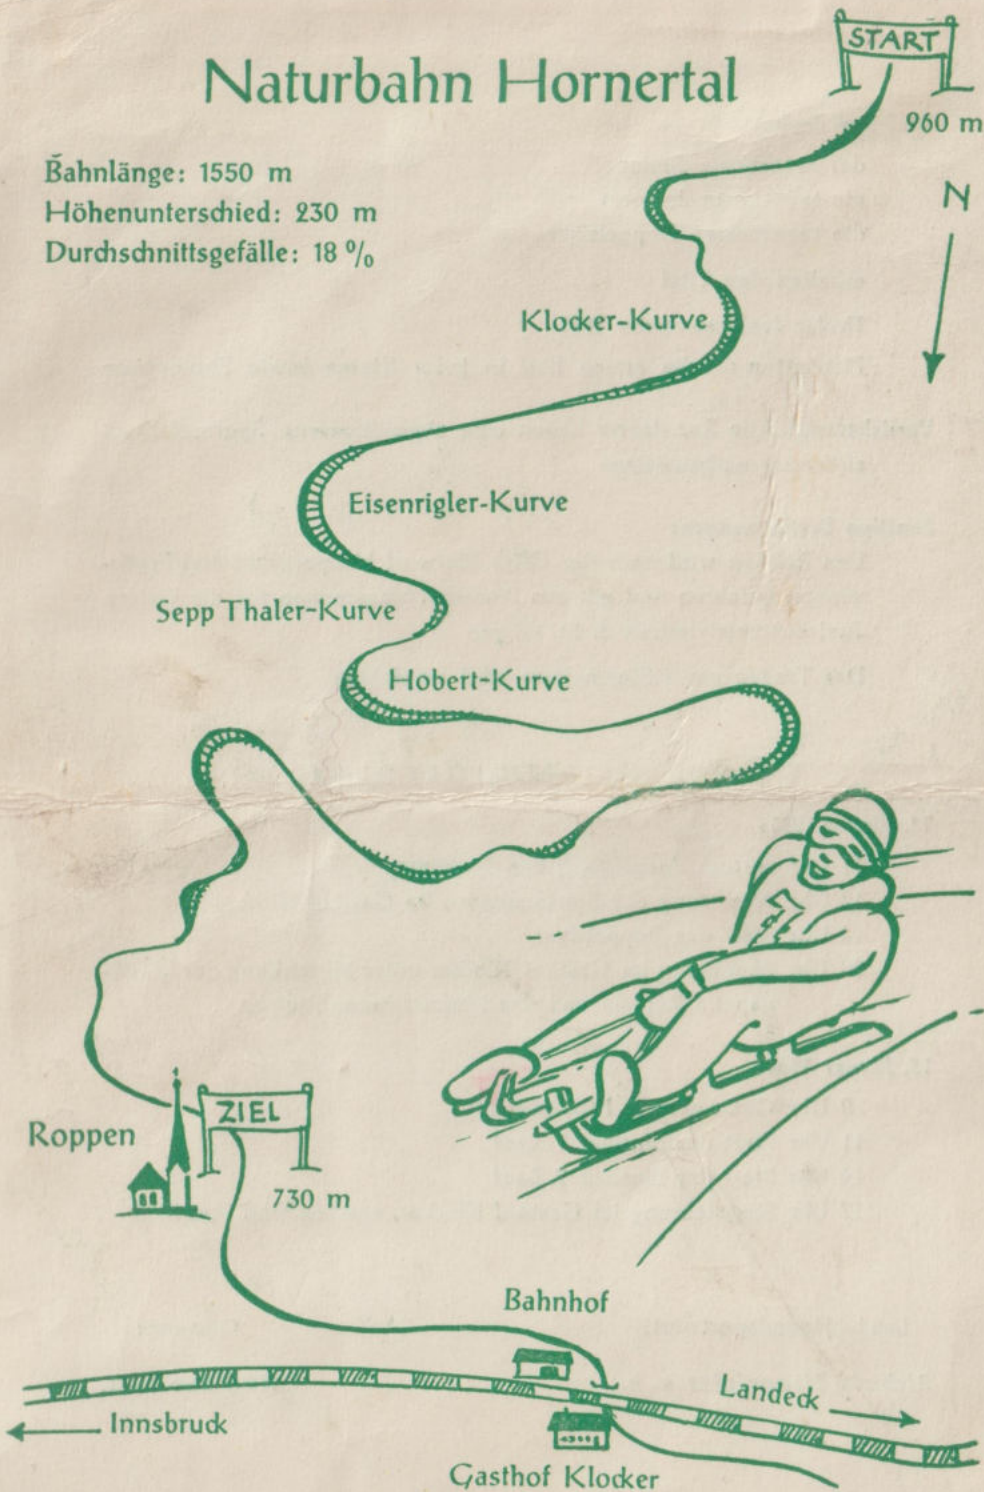 START
Naturbahn Hornertal
960 m
Bahnlänge: 1550 m
Höhenunterschied: 230 m
Durchschnittsgefälle: 18 %
N
Klocker-Kurve
Eisenrigler-Kurve
Sepp Thaler-Kurve
Hobert-Kurve
ZIEL
Roppen
730 m
Bahnhof
Landeck
Innsbruck
Gasthof Klocker